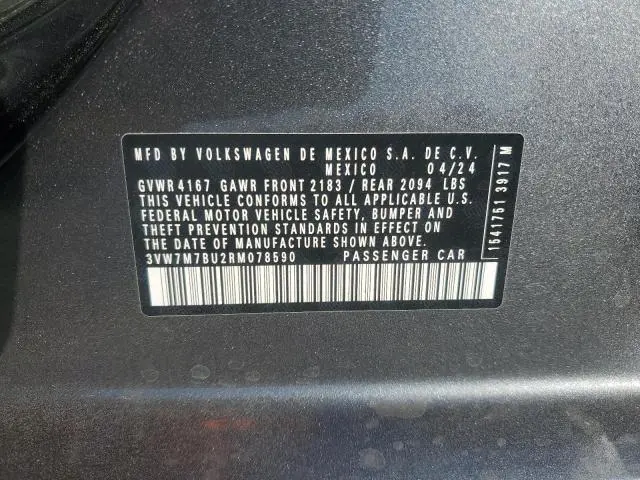 MFD BY VOLKSWAGEN DE MEXICO S.A. DE C.V.
MEXICO 04/24
GVWR 4167 GAWR FRONT 2183 / REAR 2094 LBS
THIS VEHICLE CONFORMS TO ALL APPLICABLE U.S.
FEDERAL MOTOR VEHICLE SAFETY, BUMPER AND
THEFT PREVENTION STANDARDS IN EFFECT ON
THE DATE OF MANUFACTURE SHOWN ABOVE.
3VW7M7BU2RM078590 PASSENGER CAR
1541751 3917 M